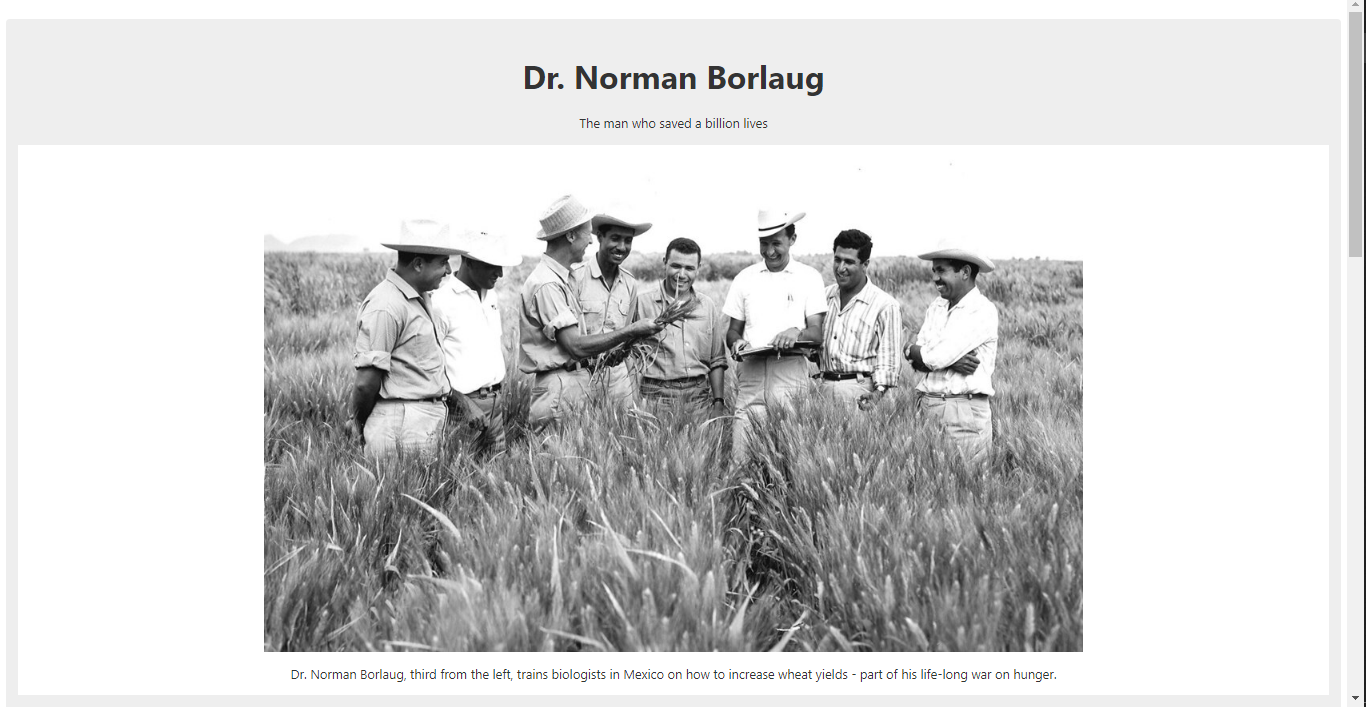 Dr. Norman Borlaug
The man who saved a billion lives
Dr. Norman Borlaug, third from the left, trains biologists in Mexico on how to increase wheat yields - part of his life-long war on hunger.